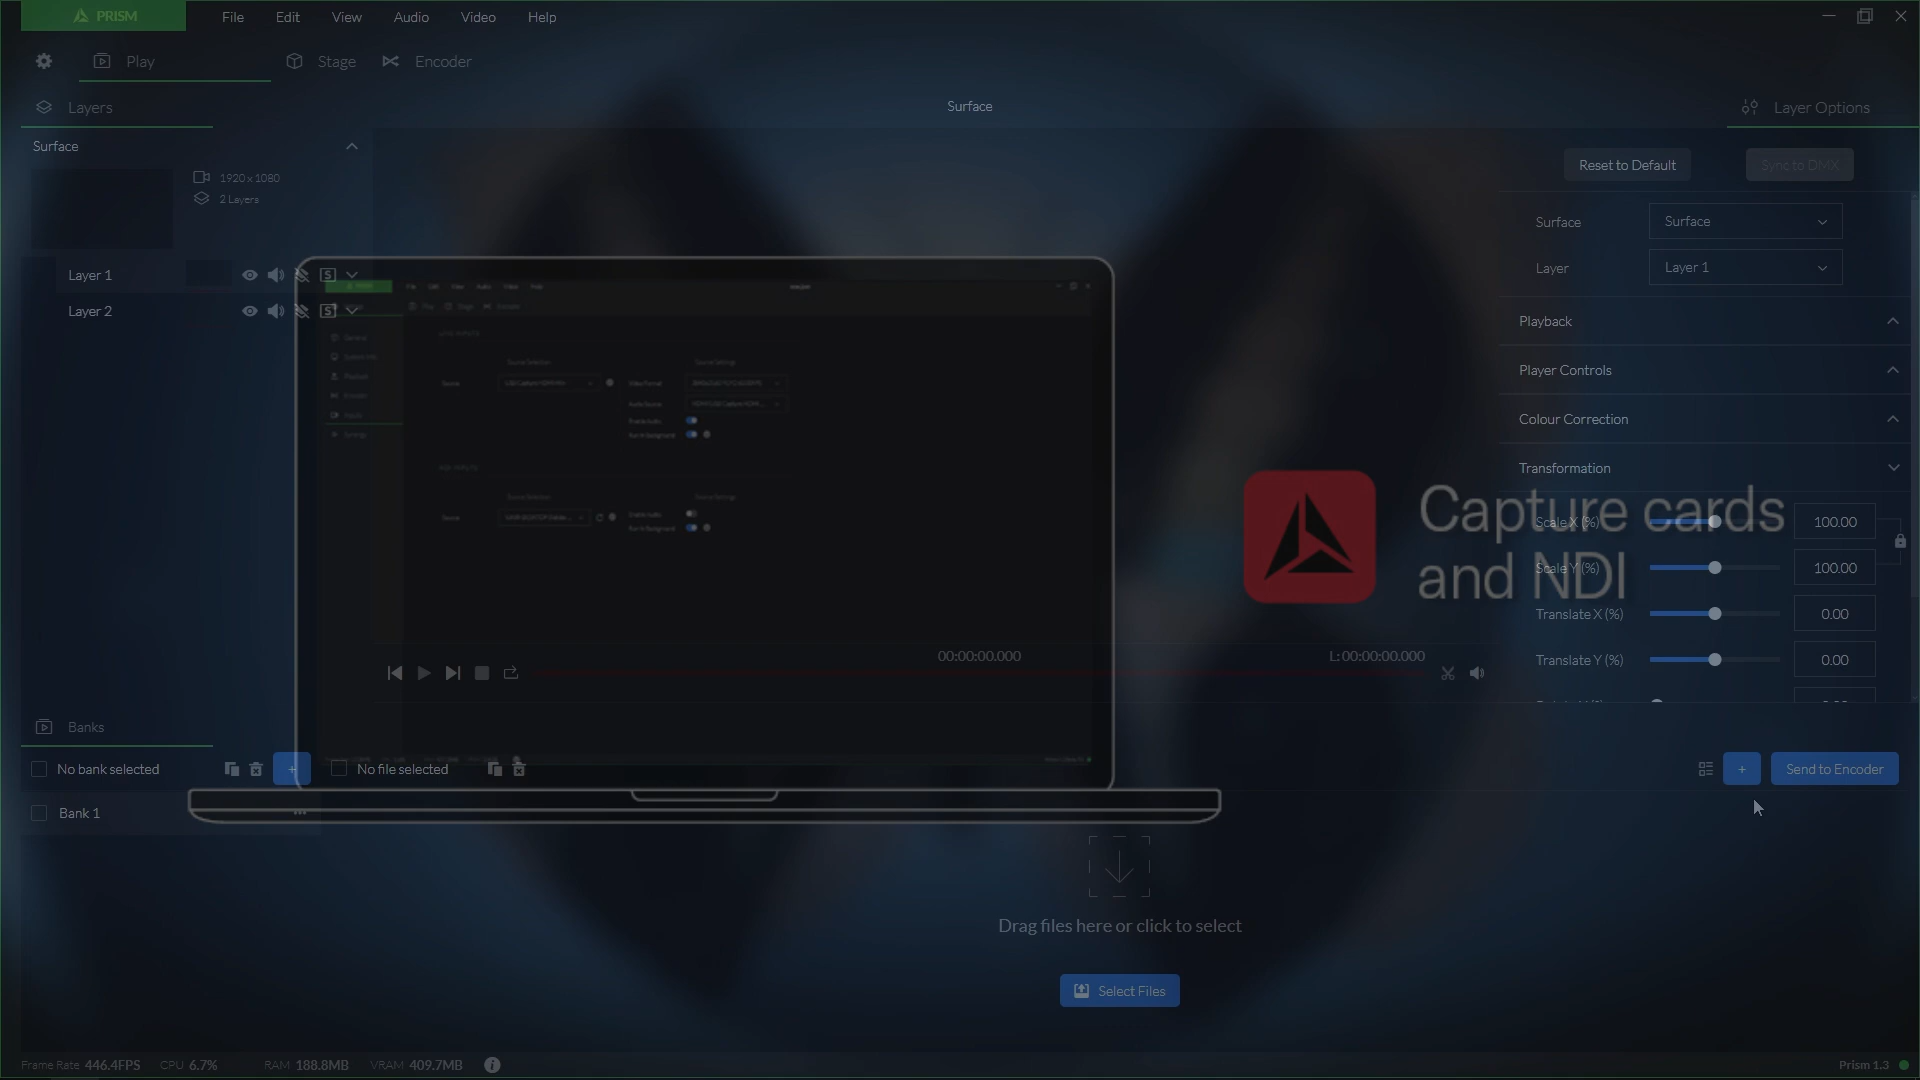 PRISM
File
Edit
View
Audio
Video
Help
Play
Stage
Encoder
Layers
Surface
Layer Options
Surface
1920 x 1080
2 Layers
Layer 1
S
Layer 2
S
Reset to Default
Sync to DMX
Surface
Surface
Layer
Layer 1
Playback
Player Controls
Colour Correction
Transformation
Capture cards
and NDI
Scale X (%)
100.00
Scale Y (%)
100.00
Translate X (%)
0.00
Translate Y (%)
0.00
00:00:00.000
L: 00:00:00.000
Banks
No bank selected
+
No file selected
+
Send to Encoder
Bank 1
Drag files here or click to select
Select Files
Frame Rate 446.4FPS
CPU 6.7%
RAM 188.8MB
VRAM 409.7MB
Prism 1.3